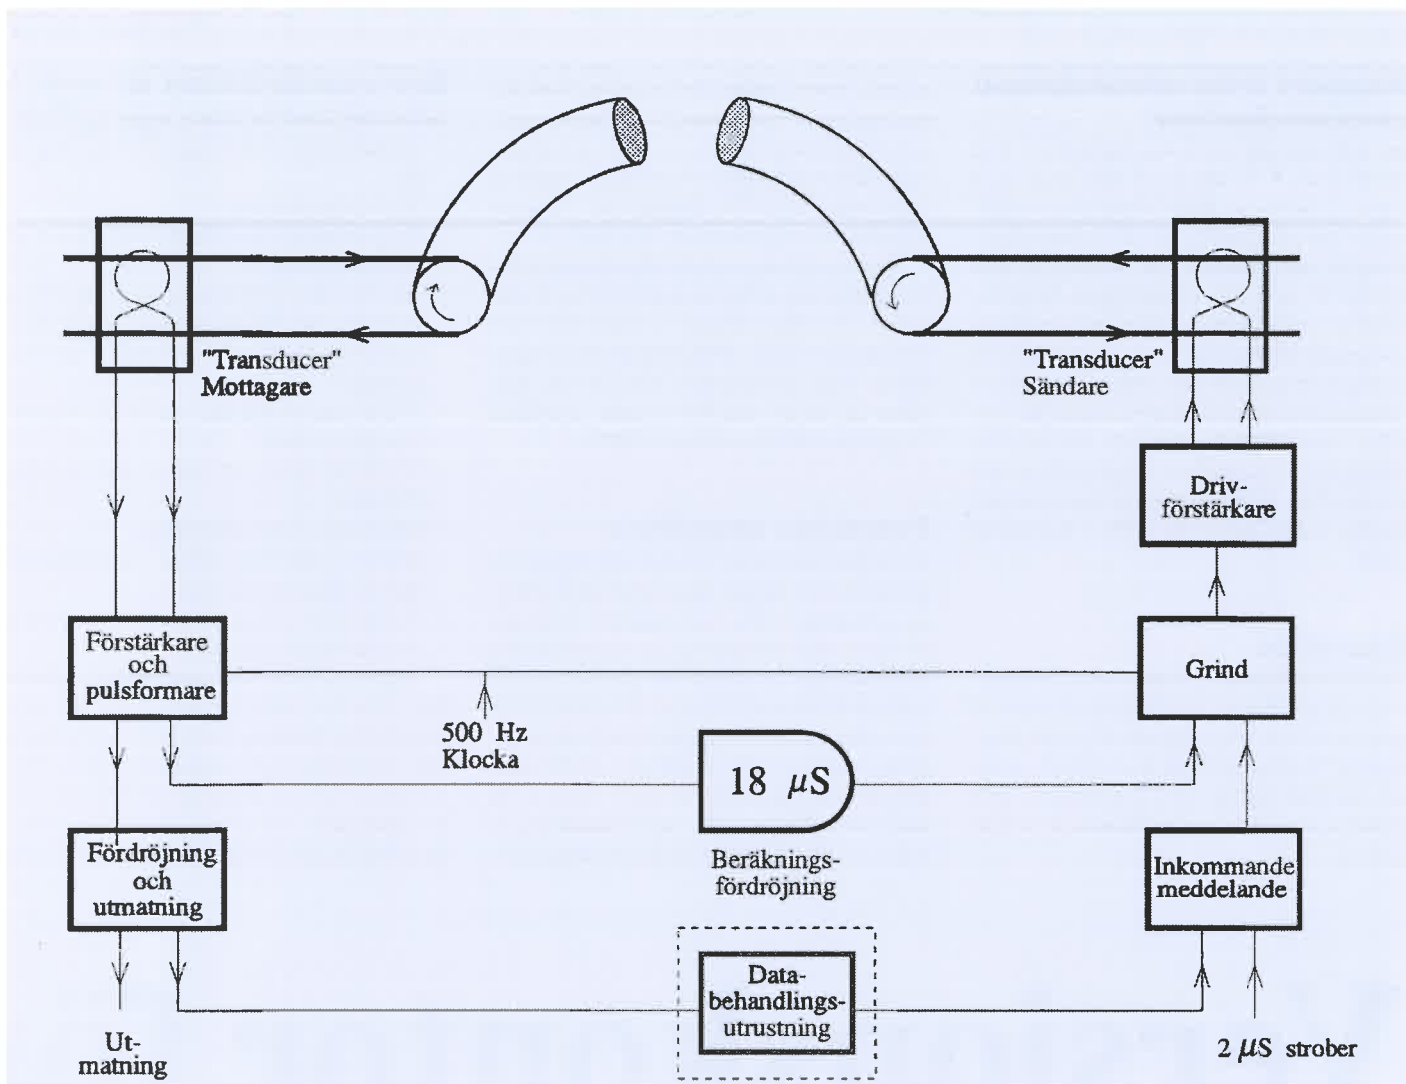 "Transducer"
Mottagare
"Transducer"
Sändare
Driv-
förstärkare
Förstärkare
och
pulsformare
Grind
500 Hz
Klocka
18 µS
Beräknings-
fördröjning
Fördröjning
och
utmatning
Inkommande
meddelande
Data-
behandlings-
utrustning
Ut-
matning
2 µS strober